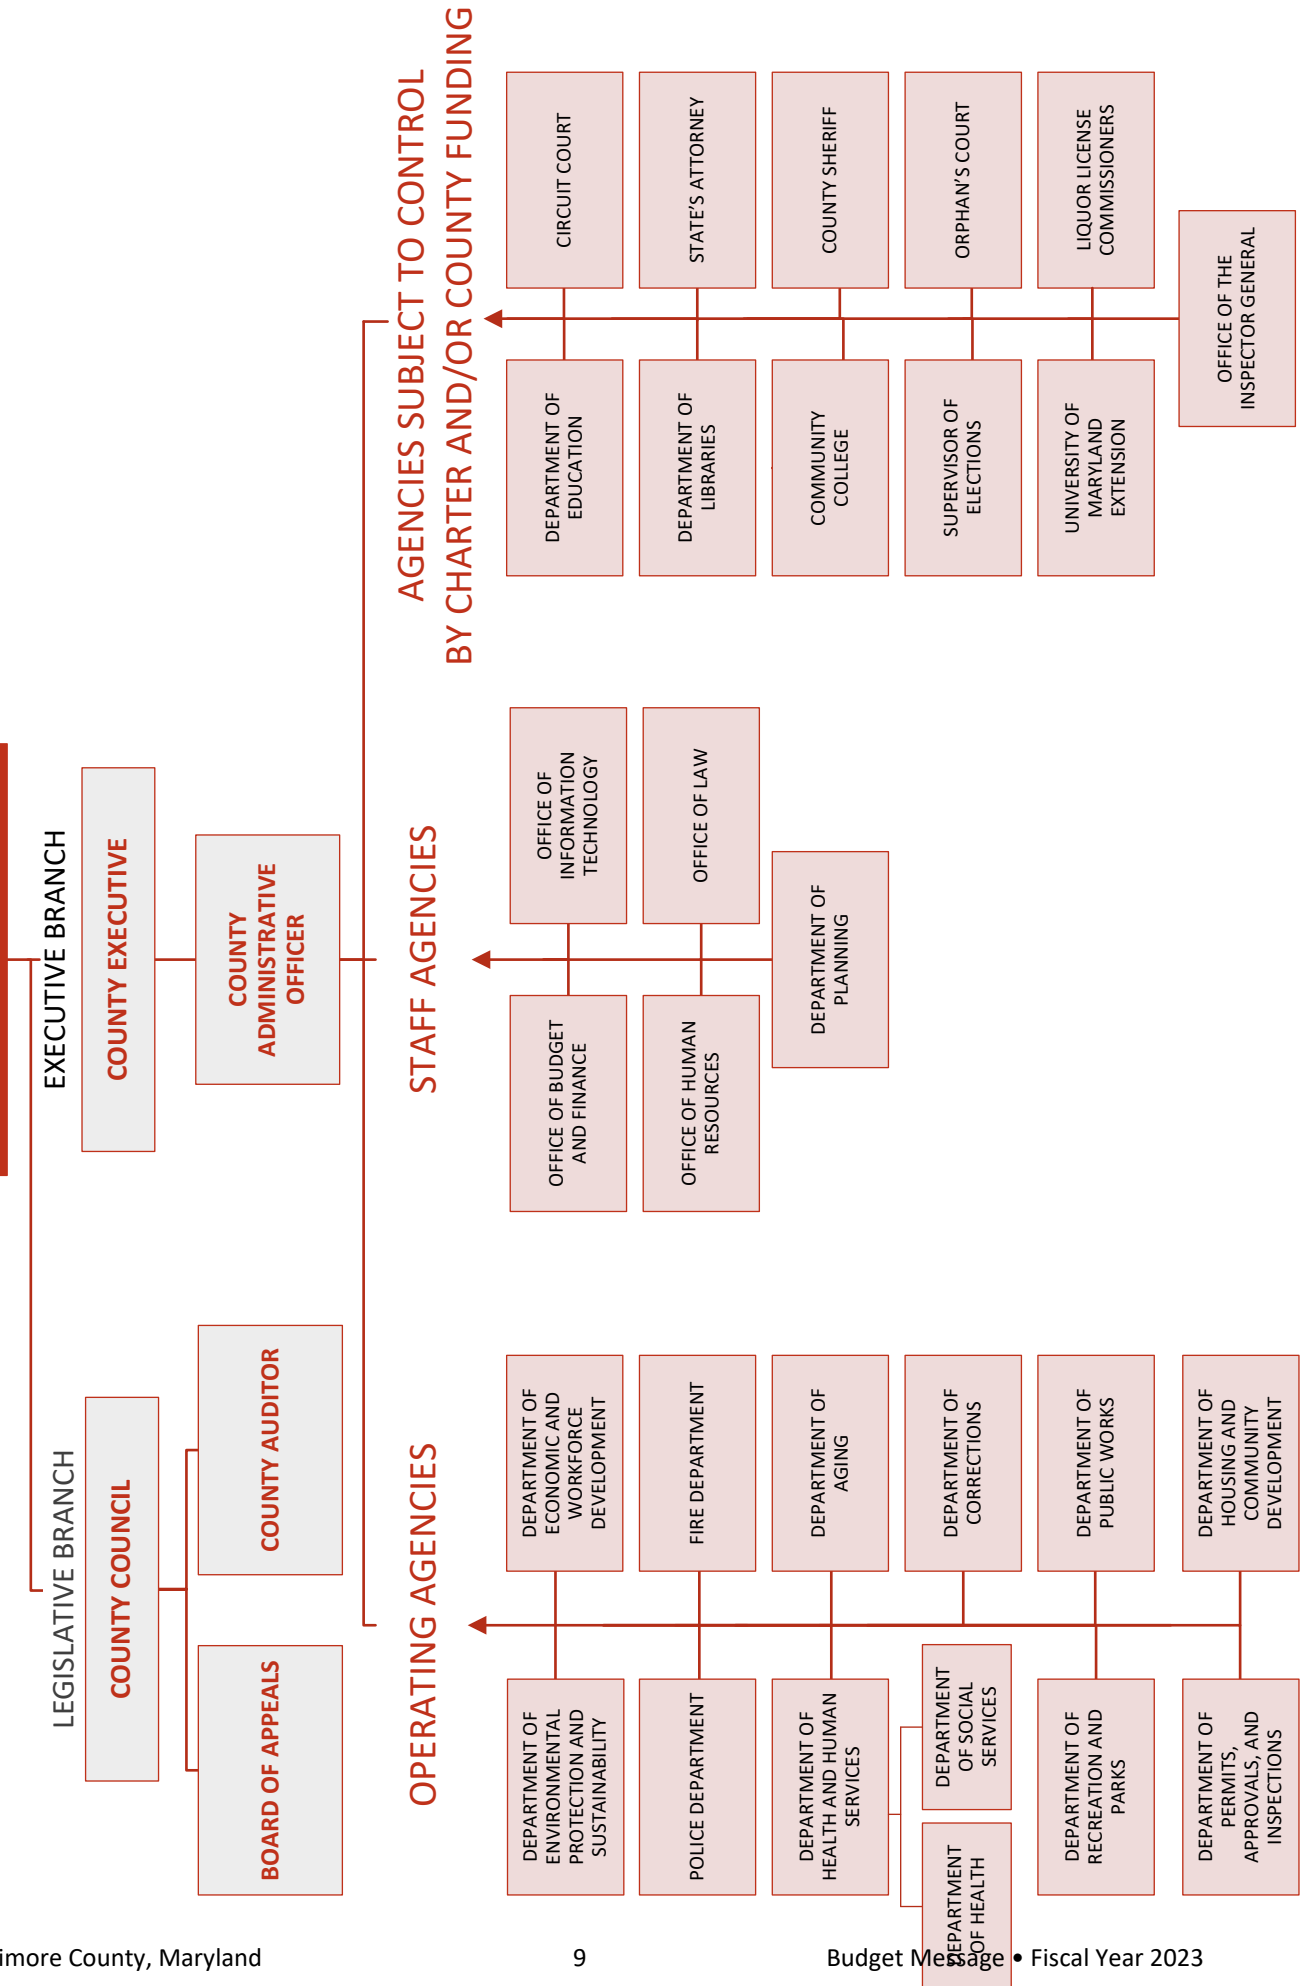 LEGISLATIVE BRANCH
COUNTY COUNCIL
BOARD OF APPEALS
COUNTY AUDITOR
EXECUTIVE BRANCH
COUNTY EXECUTIVE
COUNTY
ADMINISTRATIVE
OFFICER
OPERATING AGENCIES
DEPARTMENT OF
ENVIRONMENTAL
PROTECTION AND
SUSTAINABILITY
DEPARTMENT OF
ECONOMIC AND
WORKFORCE
DEVELOPMENT
POLICE DEPARTMENT
FIRE DEPARTMENT
DEPARTMENT OF
HEALTH AND HUMAN
SERVICES
DEPARTMENT OF
AGING
DEPARTMENT
OF HEALTH
DEPARTMENT
OF SOCIAL
SERVICES
DEPARTMENT OF
CORRECTIONS
DEPARTMENT OF
RECREATION AND
PARKS
DEPARTMENT OF
PUBLIC WORKS
DEPARTMENT OF
PERMITS,
APPROVALS, AND
INSPECTIONS
DEPARTMENT OF
HOUSING AND
COMMUNITY
DEVELOPMENT
STAFF AGENCIES
OFFICE OF BUDGET
AND FINANCE
OFFICE OF
INFORMATION
TECHNOLOGY
OFFICE OF HUMAN
RESOURCES
OFFICE OF LAW
DEPARTMENT OF
PLANNING
AGENCIES SUBJECT TO CONTROL
BY CHARTER AND/OR COUNTY FUNDING
DEPARTMENT OF
EDUCATION
CIRCUIT COURT
DEPARTMENT OF
LIBRARIES
STATE'S ATTORNEY
COMMUNITY
COLLEGE
COUNTY SHERIFF
SUPERVISOR OF
ELECTIONS
ORPHAN'S COURT
UNIVERSITY OF
MARYLAND
EXTENSION
LIQUOR LICENSE
COMMISSIONERS
OFFICE OF THE
INSPECTOR GENERAL
imore County, Maryland 9 Budget Message • Fiscal Year 2023